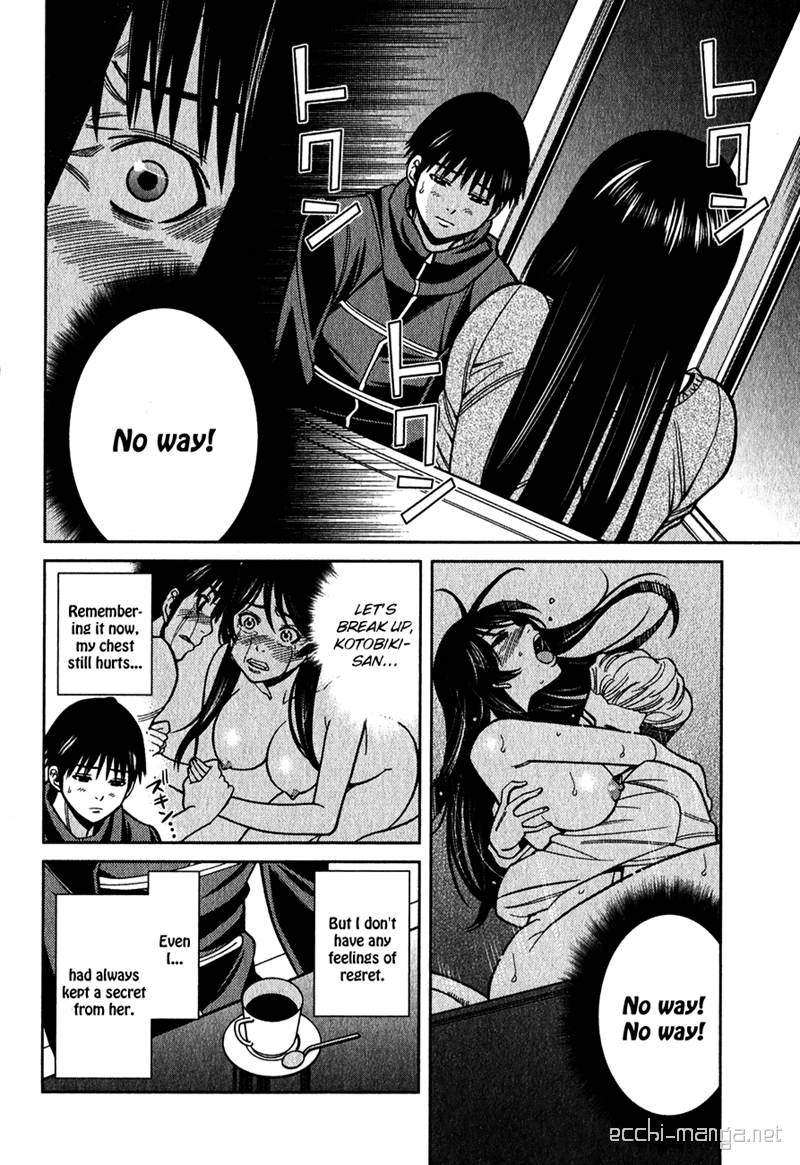 トクン
トクン
トクン
No way!
No way!
No way!
LET'S
BREAK UP,
KOTOBIKI-
SAN...
Remember-
ing it now,
my chest
still hurts...
ズキン…
But I don't
have any
feelings of
regret.
Even
I...
had always
kept a secret
from her.
ecchi-manga.net